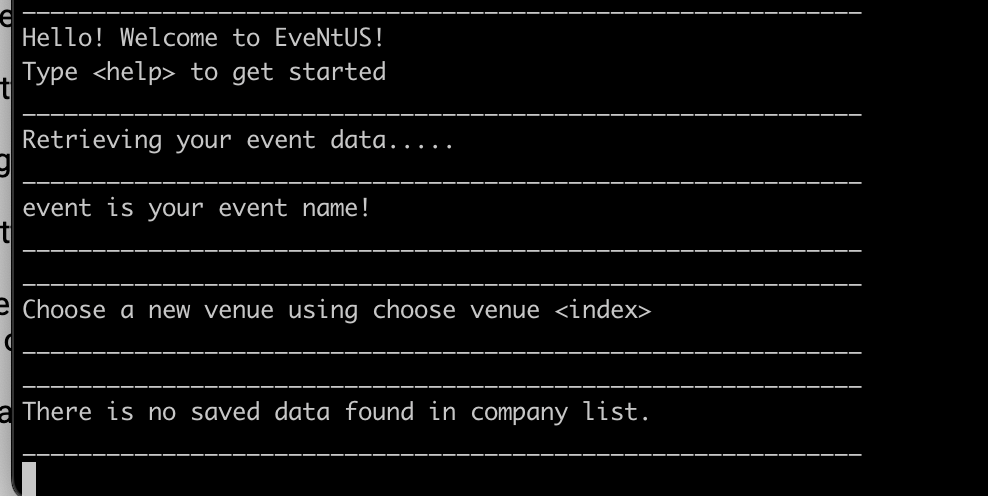 ____________________________________________________________
Hello! Welcome to EveNtUS!
Type <help> to get started
____________________________________________________________
Retrieving your event data.....
____________________________________________________________
event is your event name!
____________________________________________________________
____________________________________________________________
Choose a new venue using choose venue <index>
____________________________________________________________
____________________________________________________________
There is no saved data found in company list.
____________________________________________________________